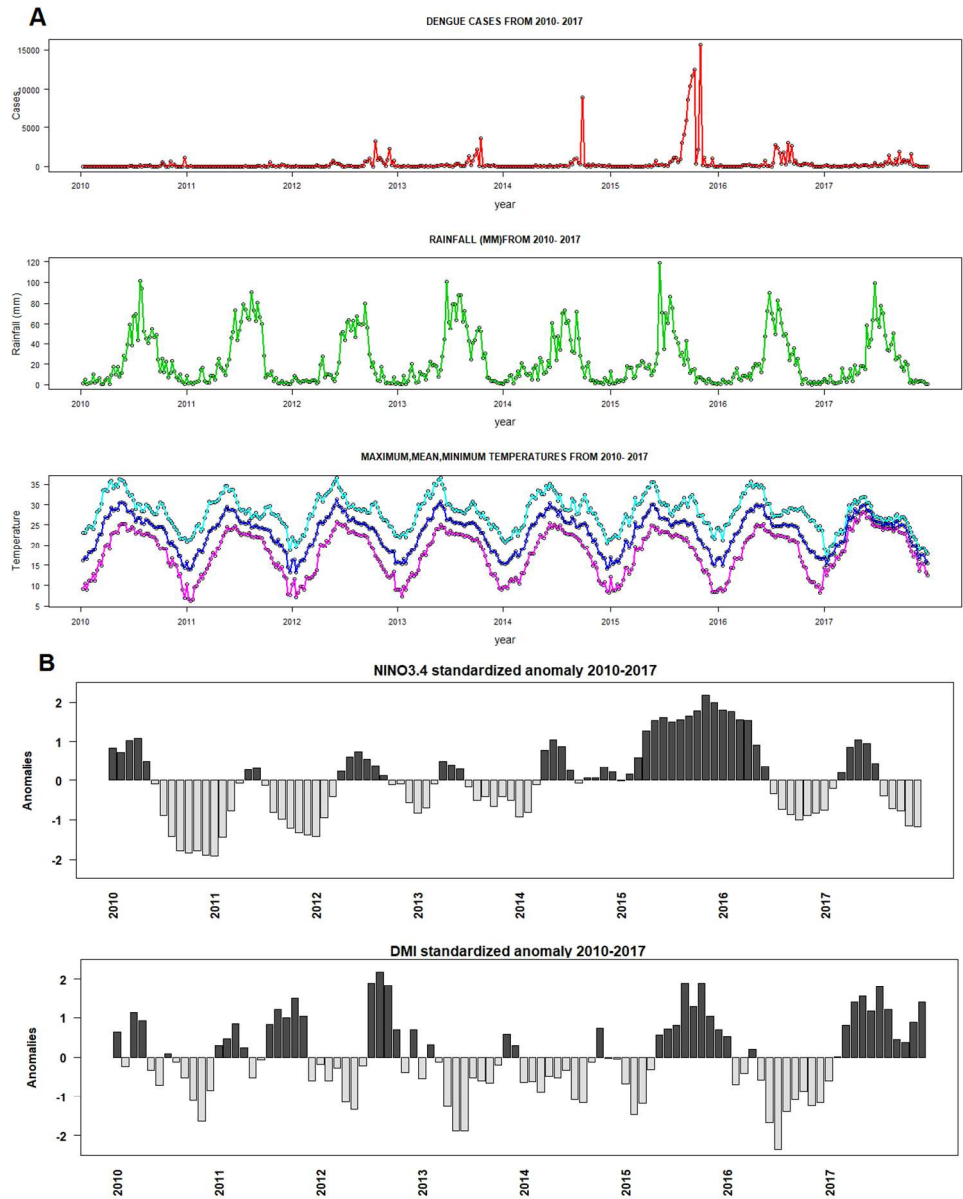 A
DENGUE CASES FROM 2010- 2017
15000
10000
5000
0
Cases
2010 2011 2012 2013 2014 2015 2016 2017
year
RAINFALL (MM)FROM 2010- 2017
120
100
80
60
40
20
0
Rainfall (mm)
2010 2011 2012 2013 2014 2015 2016 2017
year
MAXIMUM,MEAN,MINIMUM TEMPERATURES FROM 2010- 2017
35
30
25
20
15
10
5
Temperature
2010 2011 2012 2013 2014 2015 2016 2017
year
B
NINO3.4 standardized anomaly 2010-2017
2
1
0
-1
-2
Anomalies
2010 2011 2012 2013 2014 2015 2016 2017
DMI standardized anomaly 2010-2017
2
1
0
-1
-2
Anomalies
2010 2011 2012 2013 2014 2015 2016 2017